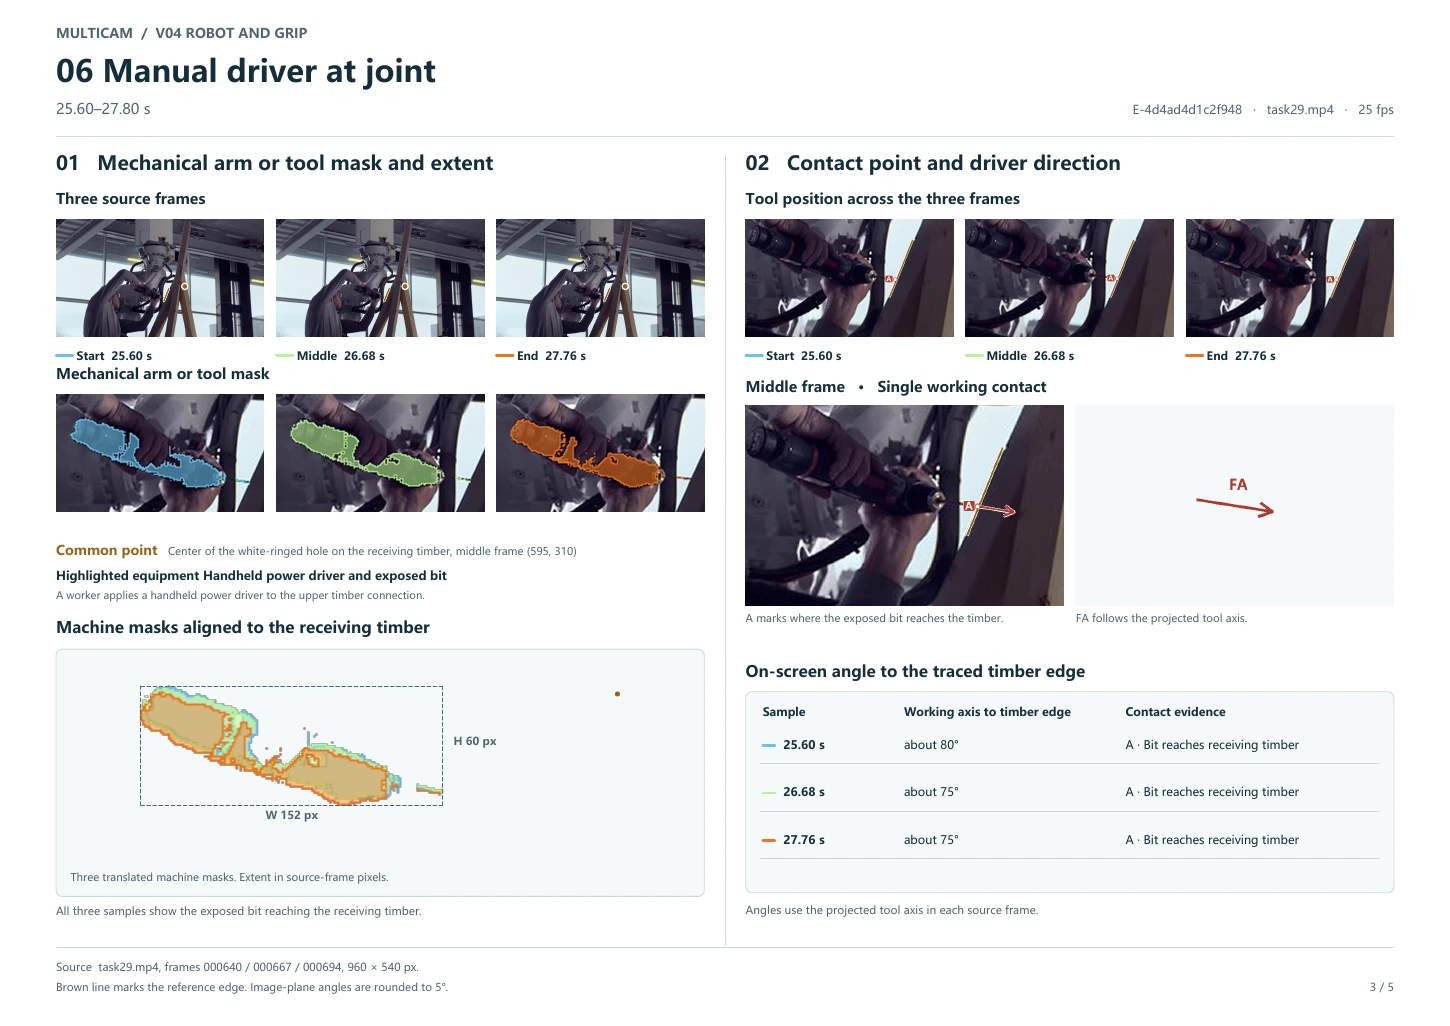 MULTICAM / V04 ROBOT AND GRIP
06 Manual driver at joint
25.60–27.80 s
E-4d4ad4d1c2f948 · task29.mp4 · 25 fps
01 Mechanical arm or tool mask and extent
Three source frames
Start 25.60 s
Middle 26.68 s
End 27.76 s
Mechanical arm or tool mask
Common point Center of the white-ringed hole on the receiving timber, middle frame (595, 310)
Highlighted equipment Handheld power driver and exposed bit
A worker applies a handheld power driver to the upper timber connection.
Machine masks aligned to the receiving timber
H 60 px
W 152 px
Three translated machine masks. Extent in source-frame pixels.
All three samples show the exposed bit reaching the receiving timber.
02 Contact point and driver direction
Tool position across the three frames
A
A
A
Start 25.60 s
Middle 26.68 s
End 27.76 s
Middle frame • Single working contact
A
FA
A marks where the exposed bit reaches the timber.
FA follows the projected tool axis.
On-screen angle to the traced timber edge
Sample Working axis to timber edge Contact evidence
25.60 s about 80° A · Bit reaches receiving timber
26.68 s about 75° A · Bit reaches receiving timber
27.76 s about 75° A · Bit reaches receiving timber
Angles use the projected tool axis in each source frame.
Source task29.mp4, frames 000640 / 000667 / 000694, 960 × 540 px.
Brown line marks the reference edge. Image-plane angles are rounded to 5°.
3 / 5